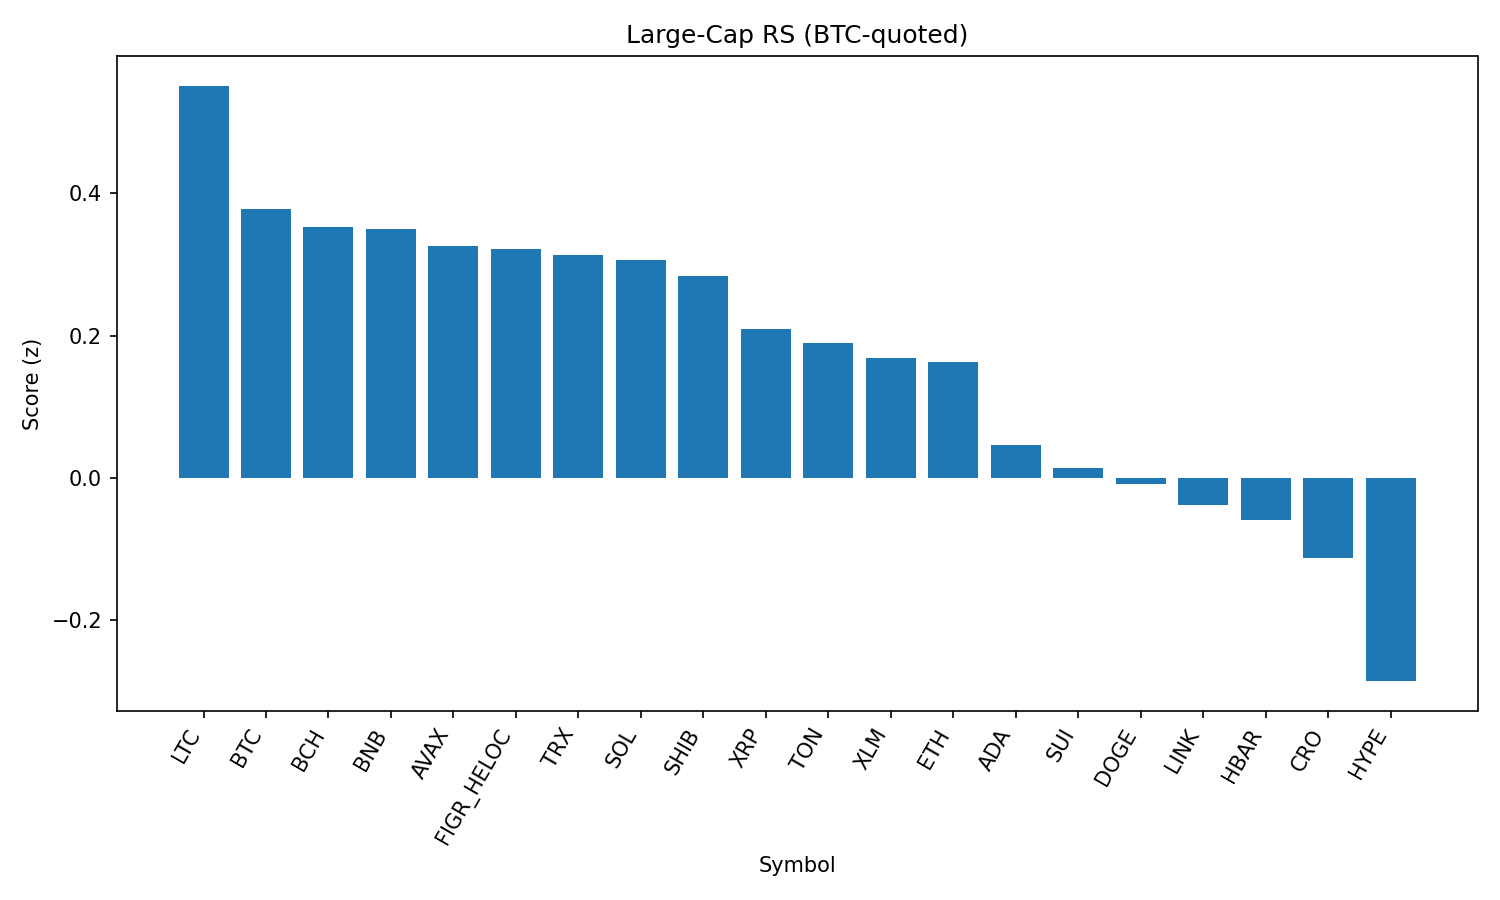 Large-Cap RS (BTC-quoted)
Score (z)
0.4
0.2
0.0
−0.2
LTC
BTC
BCH
BNB
AVAX
FIGR_HELOC
TRX
SOL
SHIB
XRP
TON
XLM
ETH
ADA
SUI
DOGE
LINK
HBAR
CRO
HYPE
Symbol